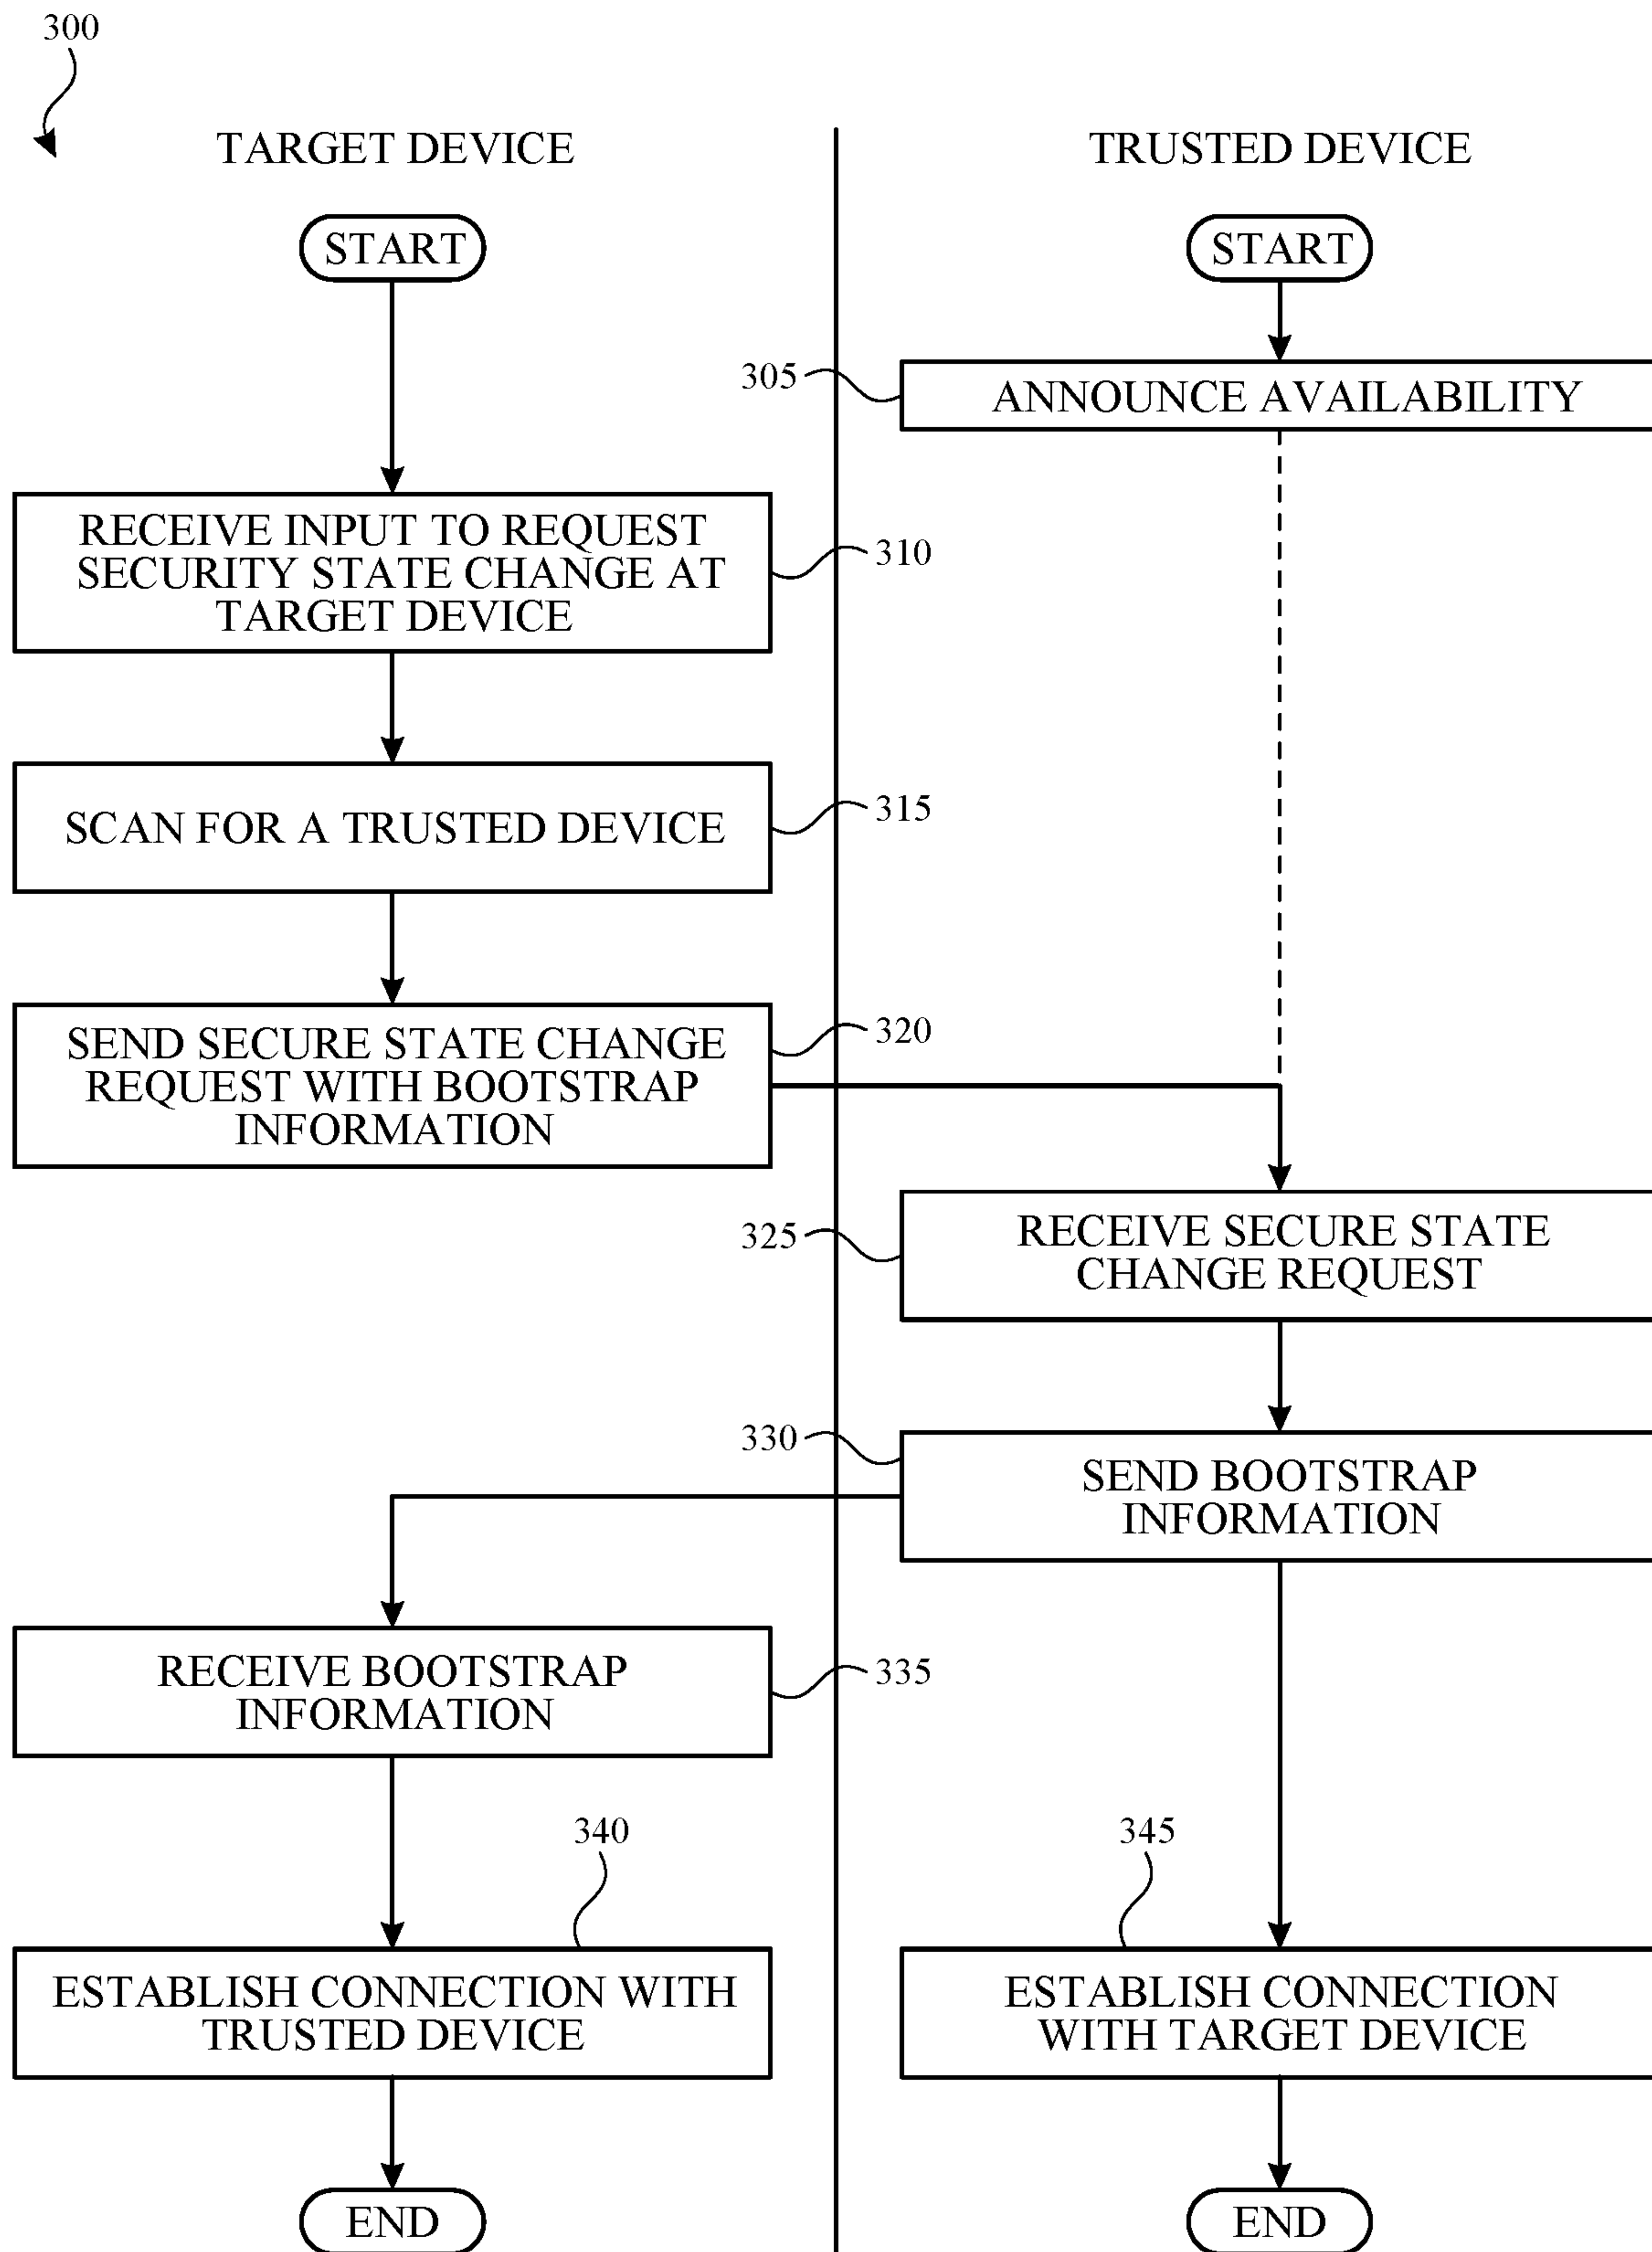 300
TARGET DEVICE
TRUSTED DEVICE
START
START
305
ANNOUNCE AVAILABILITY
RECEIVE INPUT TO REQUEST
SECURITY STATE CHANGE AT
TARGET DEVICE
310
SCAN FOR A TRUSTED DEVICE
315
SEND SECURE STATE CHANGE
REQUEST WITH BOOTSTRAP
INFORMATION
320
325
RECEIVE SECURE STATE
CHANGE REQUEST
330
SEND BOOTSTRAP
INFORMATION
RECEIVE BOOTSTRAP
INFORMATION
335
340
345
ESTABLISH CONNECTION WITH
TRUSTED DEVICE
ESTABLISH CONNECTION
WITH TARGET DEVICE
END
END